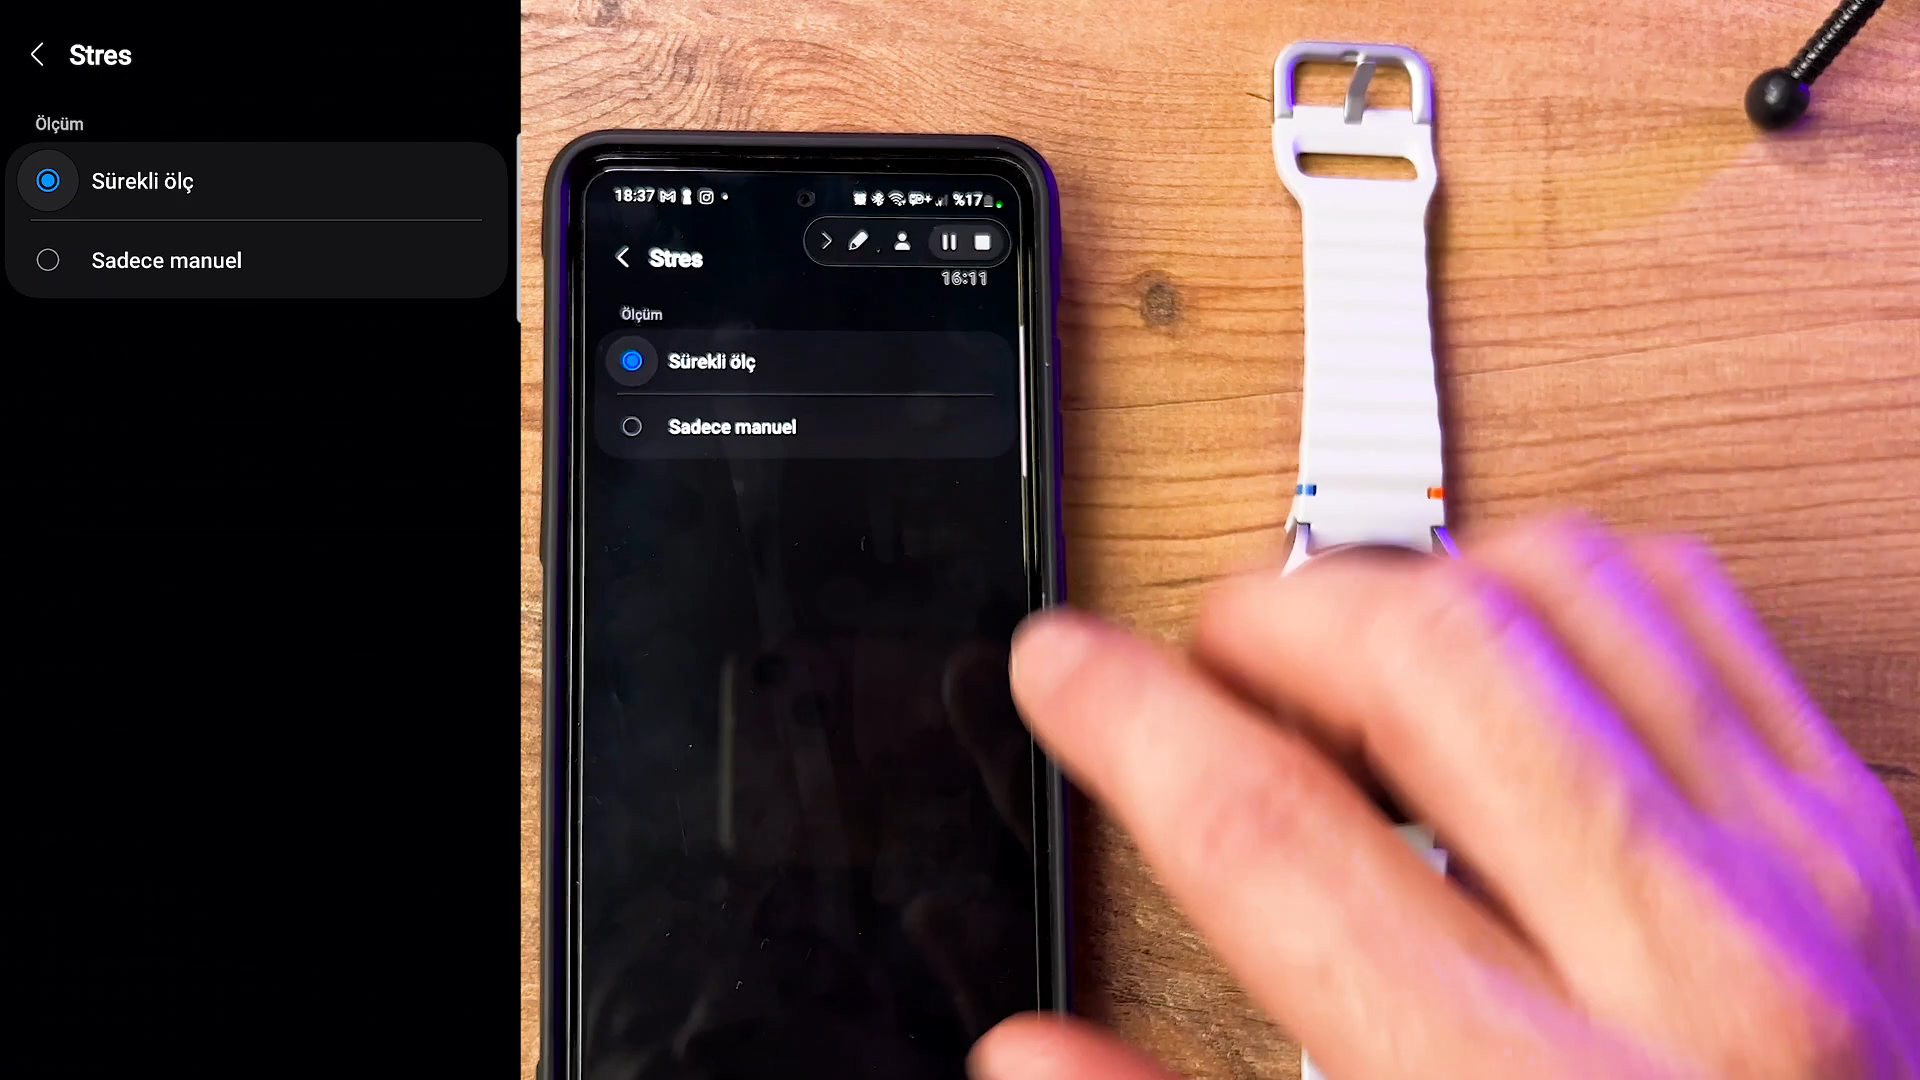 Stres
Ölçüm
Sürekli ölç
Sadece manuel
18:37
%17
Stres
16:11
Ölçüm
Sürekli ölç
Sadece manuel